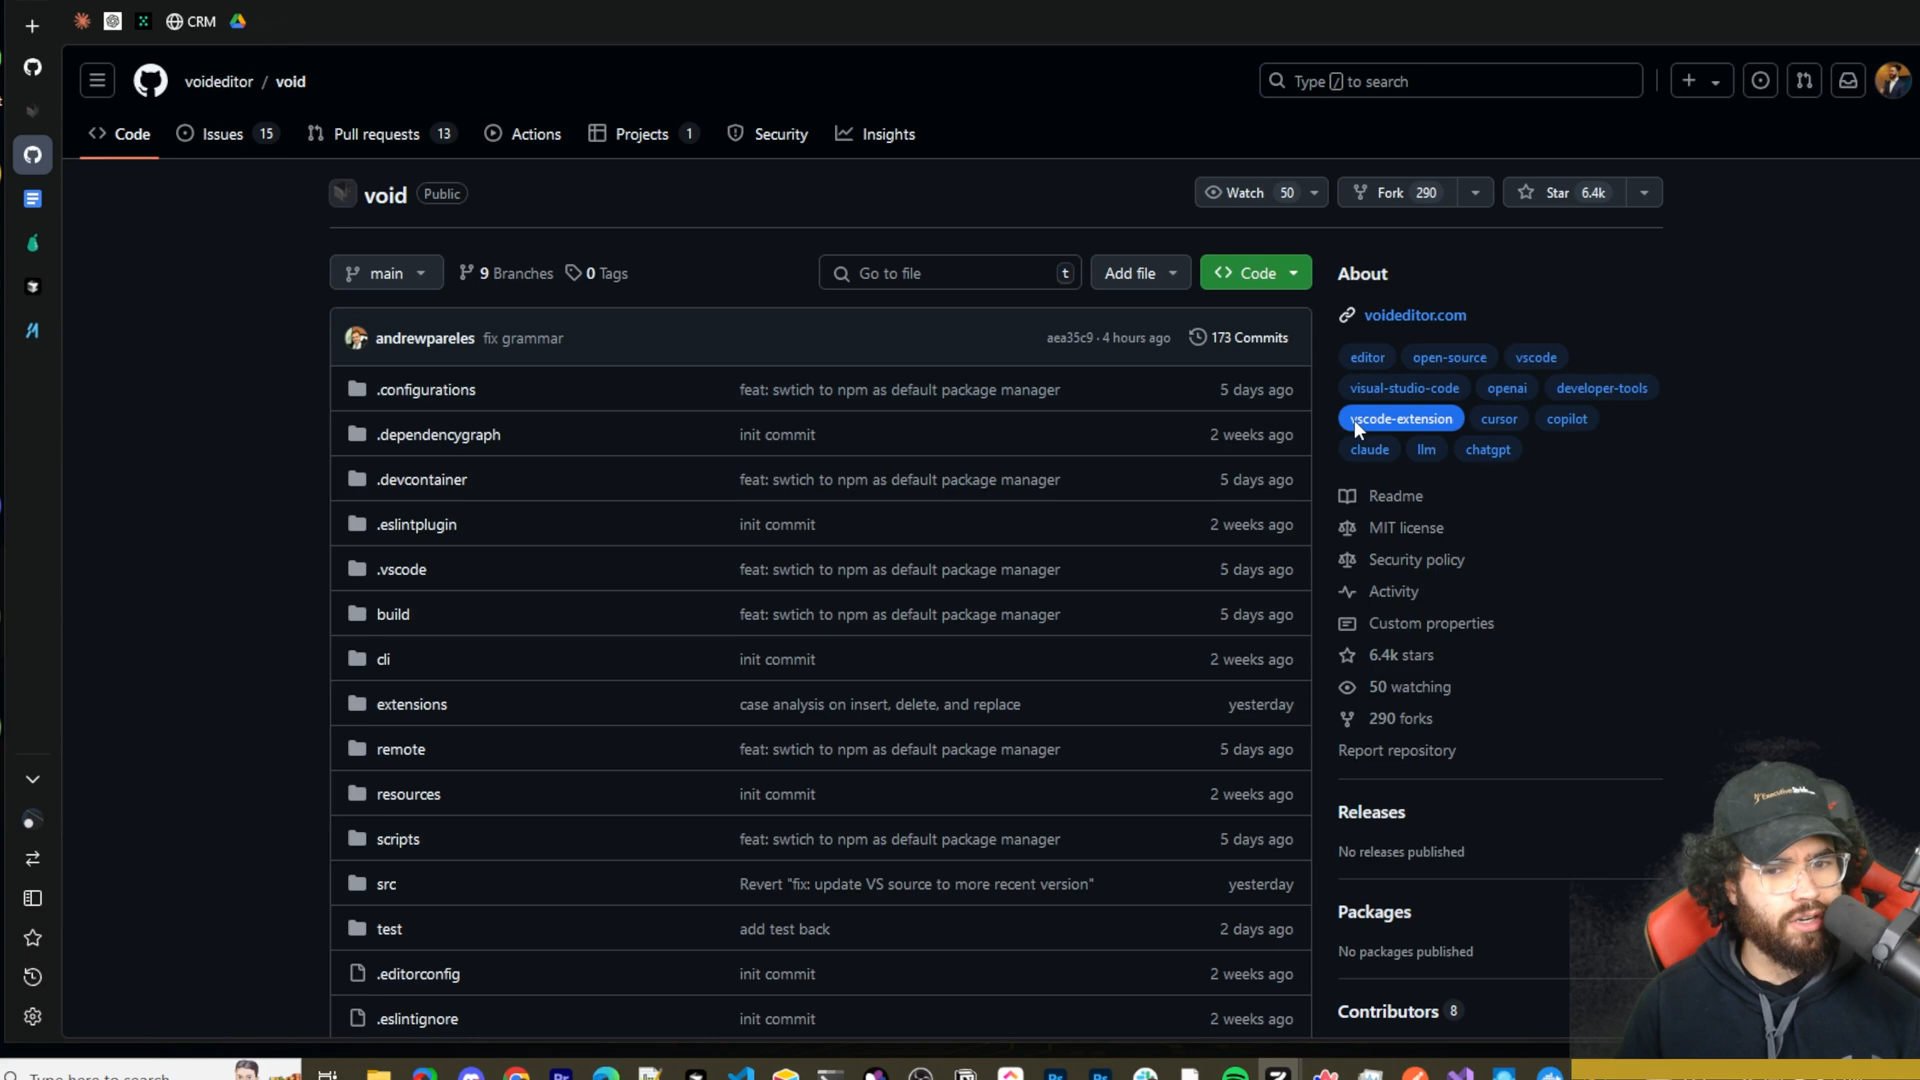 CRM
voideditor / void
Type / to search
Code
Issues 15
Pull requests 13
Actions
Projects 1
Security
Insights
void Public
Watch 50
Fork 290
Star 6.4k
main
9 Branches
0 Tags
Go to file t
Add file
Code
andrewpareles fix grammar aea35c9 · 4 hours ago 173 Commits
.configurations feat: swtich to npm as default package manager 5 days ago
.dependencygraph init commit 2 weeks ago
.devcontainer feat: swtich to npm as default package manager 5 days ago
.eslintplugin init commit 2 weeks ago
.vscode feat: swtich to npm as default package manager 5 days ago
build feat: swtich to npm as default package manager 5 days ago
cli init commit 2 weeks ago
extensions case analysis on insert, delete, and replace yesterday
remote feat: swtich to npm as default package manager 5 days ago
resources init commit 2 weeks ago
scripts feat: swtich to npm as default package manager 5 days ago
src Revert "fix: update VS source to more recent version" yesterday
test add test back 2 days ago
.editorconfig init commit 2 weeks ago
.eslintignore init commit 2 weeks ago
About
voideditor.com
editor open-source vscode
visual-studio-code openai developer-tools
vscode-extension cursor copilot
claude llm chatgpt
Readme
MIT license
Security policy
Activity
Custom properties
6.4k stars
50 watching
290 forks
Report repository
Releases
No releases published
Packages
No packages published
Contributors 8
Type here to search